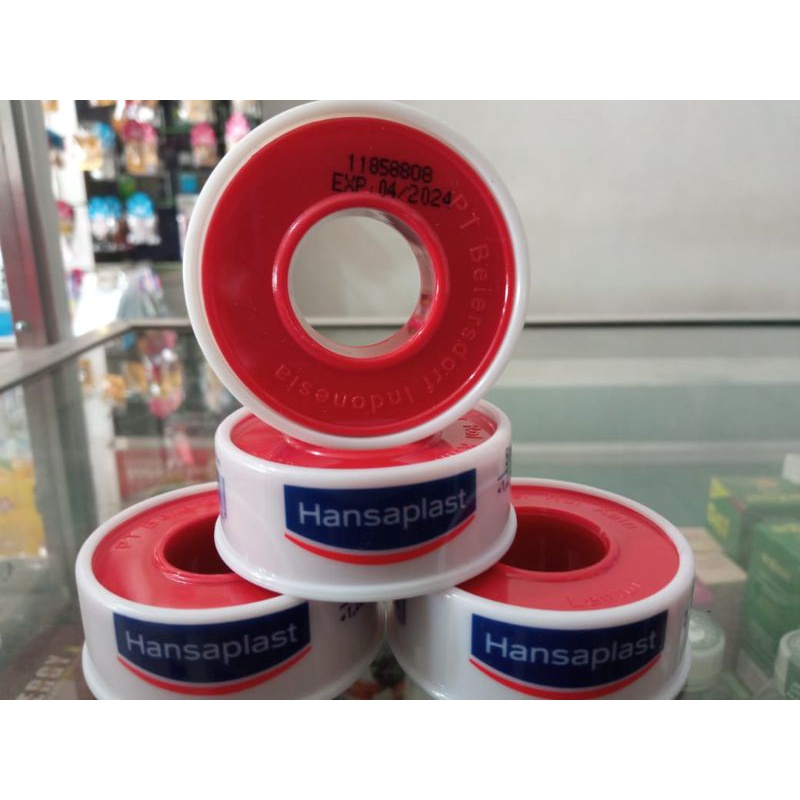 11858808
EXP:04/2024
PT Beiersdorf Indonesia
Hansaplast
Hansaplast
Hansaplast